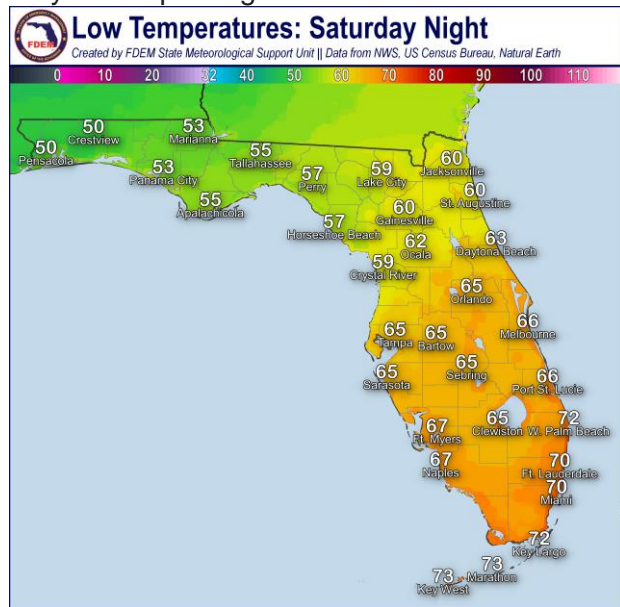 FDEM
Low Temperatures: Saturday Night
Created by FDEM State Meteorological Support Unit || Data from NWS, US Census Bureau, Natural Earth
0 10 20 32 40 50 60 70 80 90 100 110
50
Crestview
53
Marianna
50
Pensacola
53
Panama City
55
Tallahassee
55
Apalachicola
57
Perry
59
Lake City
60
Jacksonville
60
St. Augustine
57
Horseshoe Beach
60
Gainesville
62
Ocala
63
Daytona Beach
59
Crystal River
65
Orlando
66
Melbourne
65
Tampa
65
Bartow
65
Sebring
65
Sarasota
66
Port St. Lucie
67
Ft. Myers
65
Clewiston
72
W. Palm Beach
67
Naples
70
Ft. Lauderdale
70
Miami
72
Key Largo
73
Marathon
73
Key West